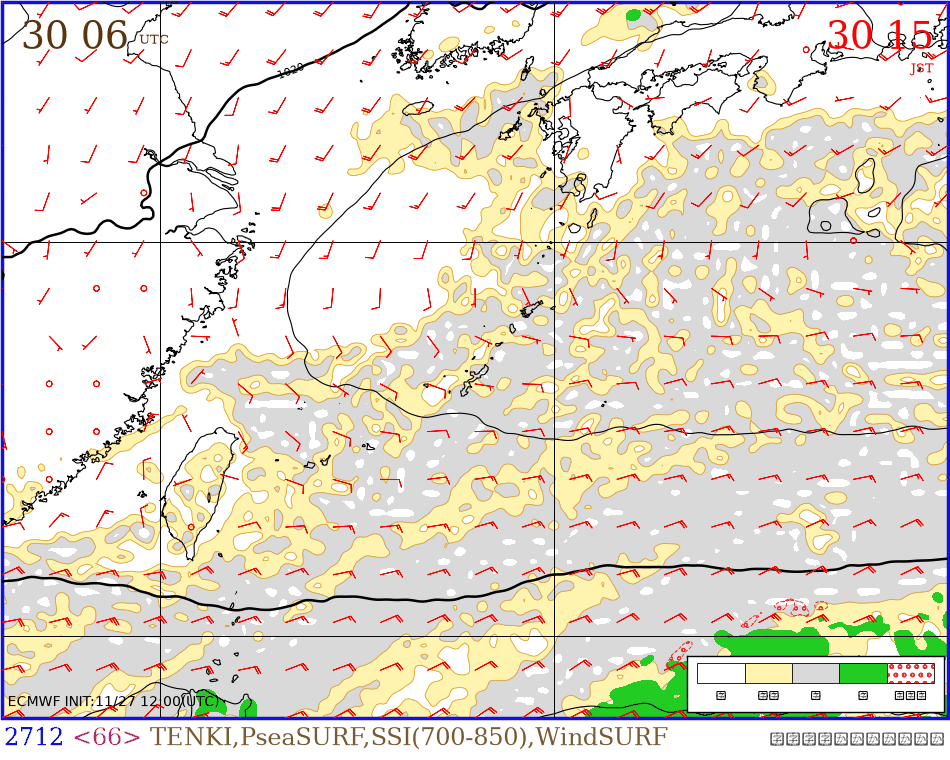 30 06 UTC
30 15
JST
1020
ECMWF INIT:11/27 12:00(UTC)
2712 <66> TENKI,PseaSURF,SSI(700-850),WindSURF